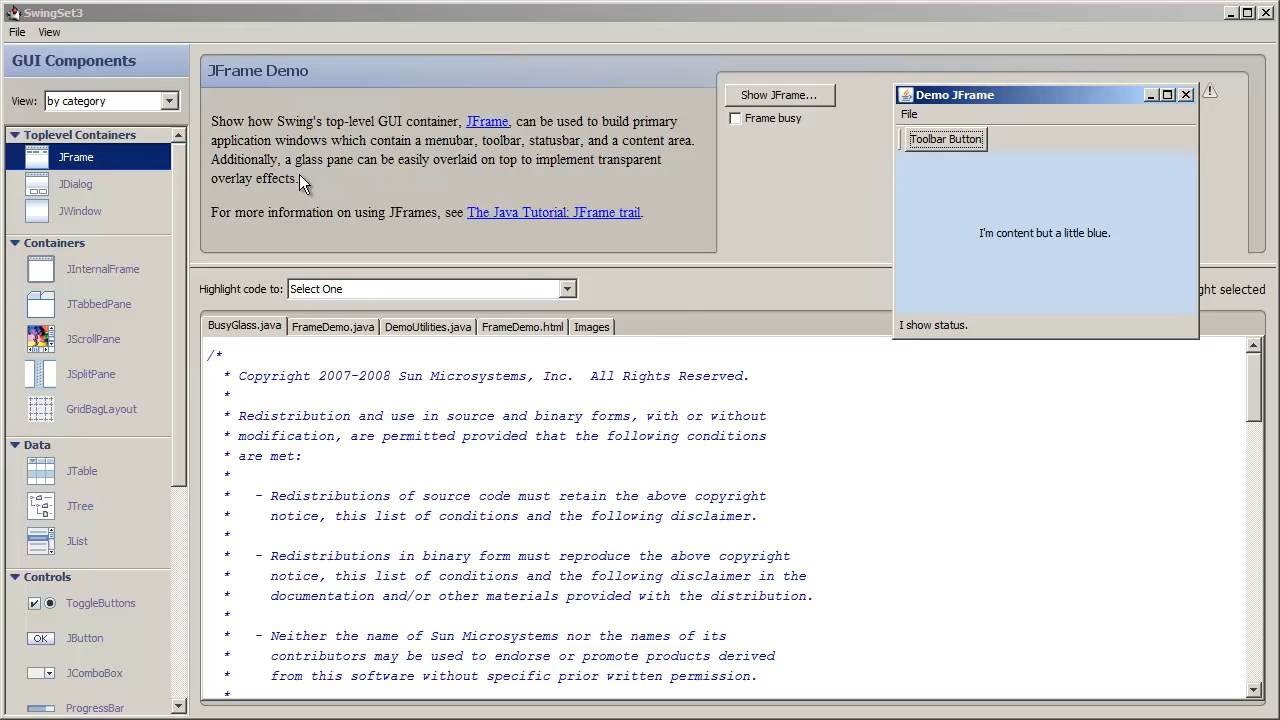 SwingSet3
File View
GUI Components
View: by category
Toplevel Containers
JFrame
JDialog
JWindow
Containers
JInternalFrame
JTabbedPane
JScrollPane
JSplitPane
GridBagLayout
Data
JTable
JTree
JList
Controls
ToggleButtons
OK JButton
JComboBox
ProgressBar
JFrame Demo
Show how Swing's top-level GUI container, JFrame, can be used to build primary
application windows which contain a menubar, toolbar, statusbar, and a content area.
Additionally, a glass pane can be easily overlaid on top to implement transparent
overlay effects.
For more information on using JFrames, see The Java Tutorial: JFrame trail.
Show JFrame...
Frame busy
Demo JFrame
File
Toolbar Button
I'm content but a little blue.
I show status.
Highlight code to: Select One
ght selected
BusyGlass.java FrameDemo.java DemoUtilities.java FrameDemo.html Images
/*
* Copyright 2007-2008 Sun Microsystems, Inc.  All Rights Reserved.
*
* Redistribution and use in source and binary forms, with or without
* modification, are permitted provided that the following conditions
* are met:
*
*   - Redistributions of source code must retain the above copyright
*     notice, this list of conditions and the following disclaimer.
*
*   - Redistributions in binary form must reproduce the above copyright
*     notice, this list of conditions and the following disclaimer in the
*     documentation and/or other materials provided with the distribution.
*
*   - Neither the name of Sun Microsystems nor the names of its
*     contributors may be used to endorse or promote products derived
*     from this software without specific prior written permission.
*